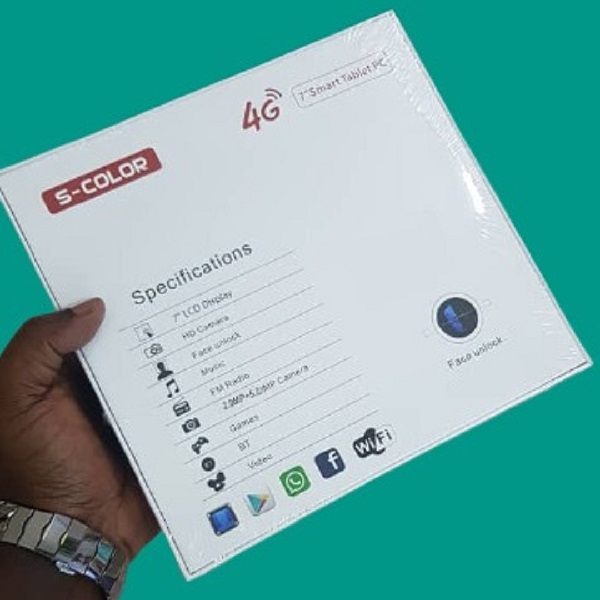 4G
7"Smart Tablet PC
S-COLOR
Specifications
7" LCD Display
HD Camera
Face unlock
Music
FM Radio
2.0MP+5.0MP Camera
Games
BT
Video
Face unlock
WiFi